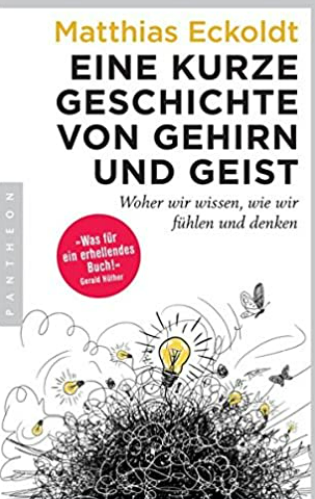 Matthias Eckoldt
EINE KURZE
GESCHICHTE
VON GEHIRN
UND GEIST
Woher wir wissen, wie wir
fühlen und denken
»Was für
ein erhellendes
Buch!«
Gerald Hüther
PANTHEON